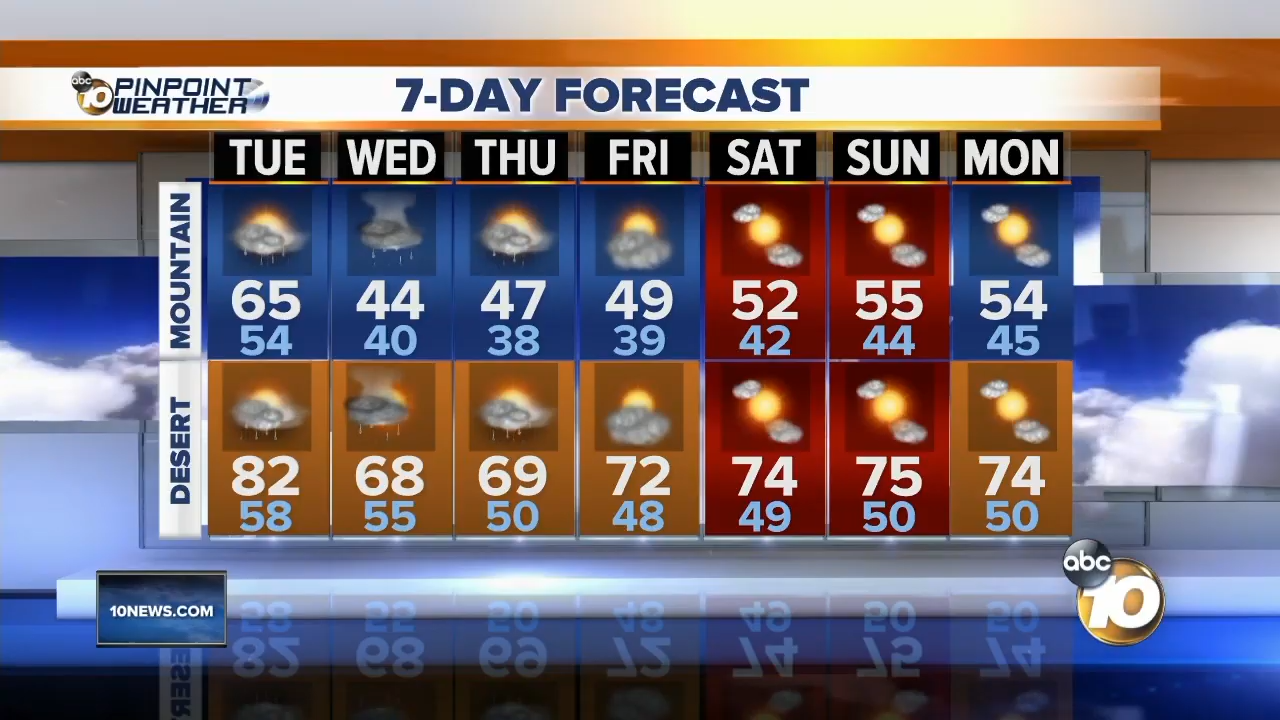 abc 10 PINPOINT WEATHER
7-DAY FORECAST
TUE WED THU FRI SAT SUN MON
MOUNTAIN
65 44 47 49 52 55 54
54 40 38 39 42 44 45
DESERT
82 68 69 72 74 75 74
58 55 50 48 49 50 50
10NEWS.COM
abc
10